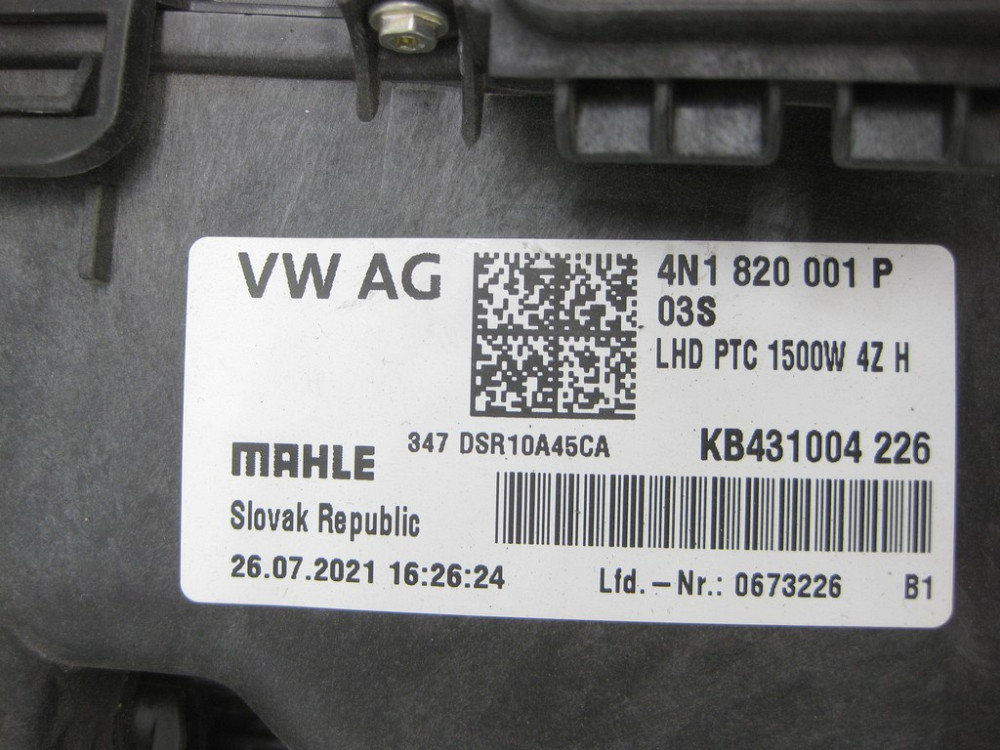 VW AG
4N1 820 001 P
03S
LHD PTC 1500W 4Z H
347 DSR10A45CA
KB431004 226
MAHLE
Slovak Republic
26.07.2021 16:26:24
Lfd. -Nr.: 0673226
B1